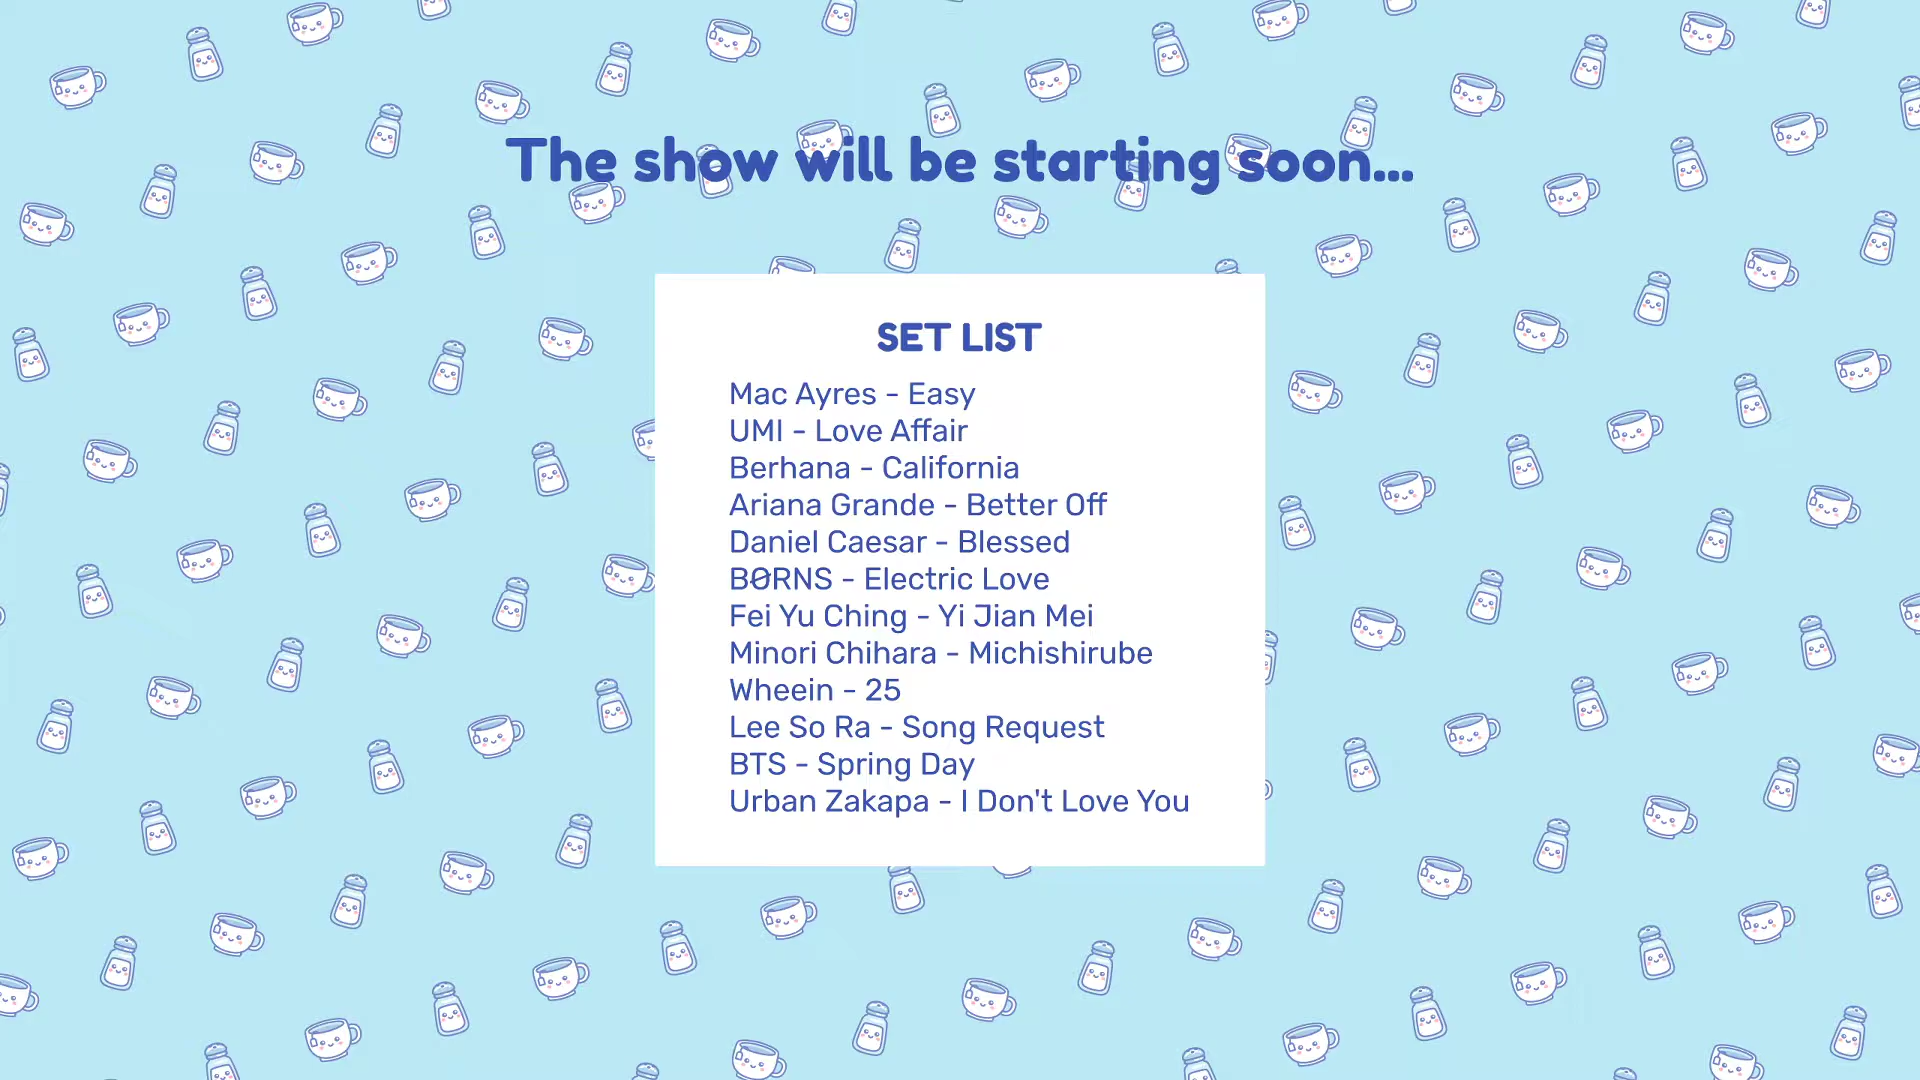 The show will be starting soon...
SET LIST
Mac Ayres - Easy
UMI - Love Affair
Berhana - California
Ariana Grande - Better Off
Daniel Caesar - Blessed
BØRNS - Electric Love
Fei Yu Ching - Yi Jian Mei
Minori Chihara - Michishirube
Wheein - 25
Lee So Ra - Song Request
BTS - Spring Day
Urban Zakapa - I Don't Love You